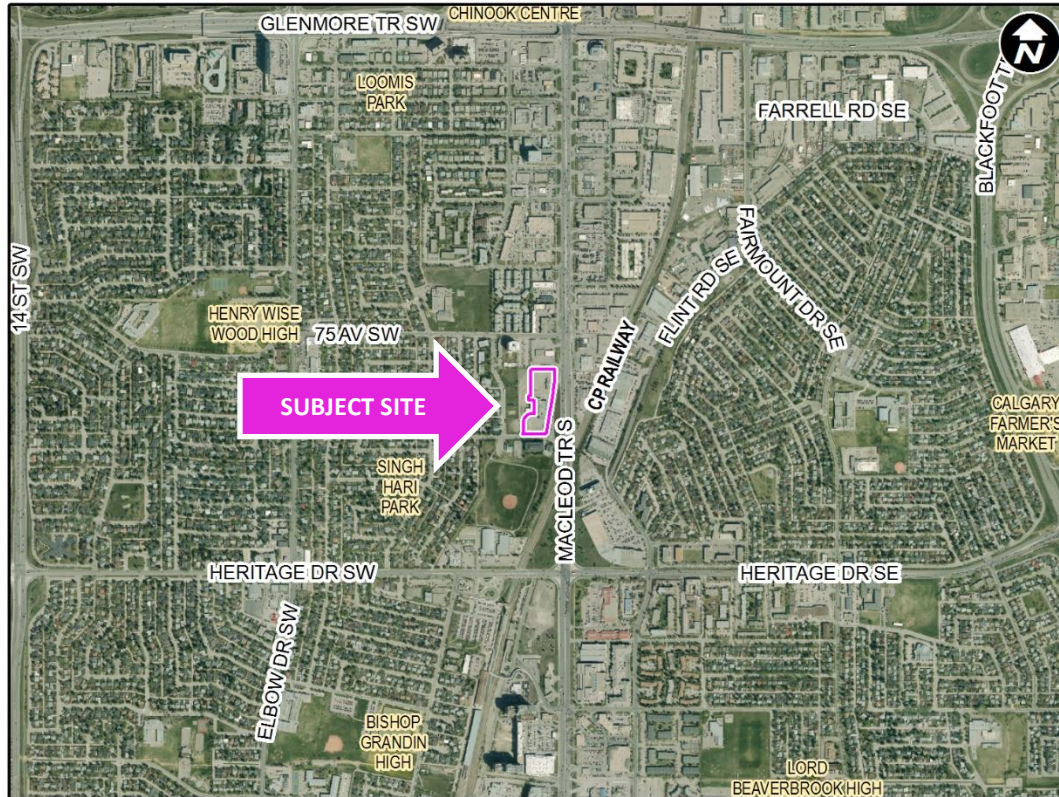 CHINOOK CENTRE
GLENMORE TR SW
N
LOOMIS
PARK
FARRELL RD SE
BLACKFOOT T
14 ST SW
FAIRMOUNT DR SE
FLINT RD SE
HENRY WISE
WOOD HIGH
75 AV SW
CP RAILWAY
SUBJECT SITE
CALGARY
FARMER'S
MARKET
SINGH
HARI
PARK
MACLEOD TR S
HERITAGE DR SW
HERITAGE DR SE
ELBOW DR SW
BISHOP
GRANDIN
HIGH
LORD
BEAVERBROOK HIGH